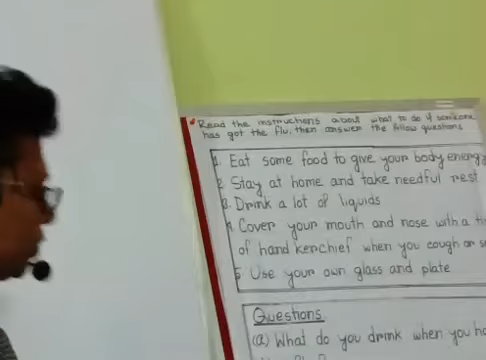 * Read the instructions about what to do if someone
has got the flu, then answer the follow questions
1. Eat some food to give your body energy
2. Stay at home and take needful rest
3. Drink a lot of liquids
4. Cover your mouth and nose with a
of hand kerchief when you cough or
5. Use your own glass and plate
Questions
(a) What do you drink when you